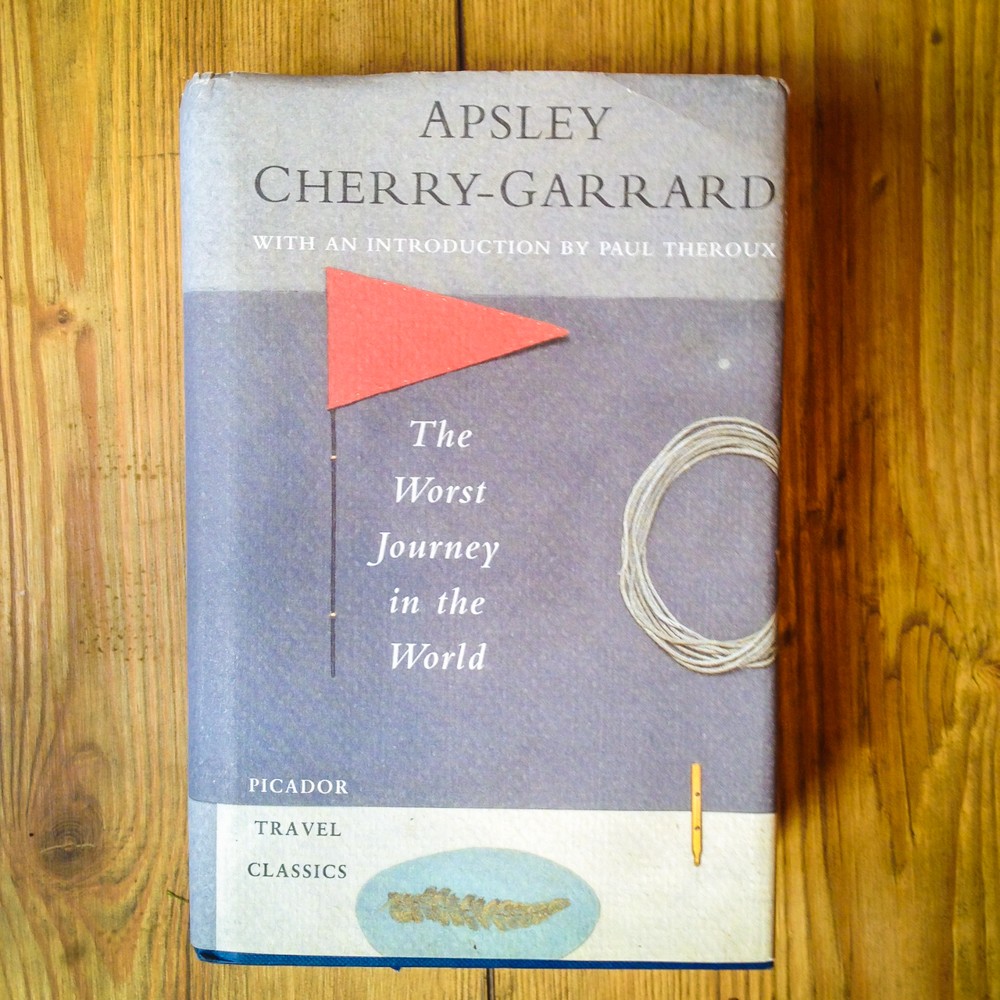 APSLEY
CHERRY-GARRARD
WITH AN INTRODUCTION BY PAUL THEROUX
The
Worst
Journey
in the
World
PICADOR
TRAVEL
CLASSICS